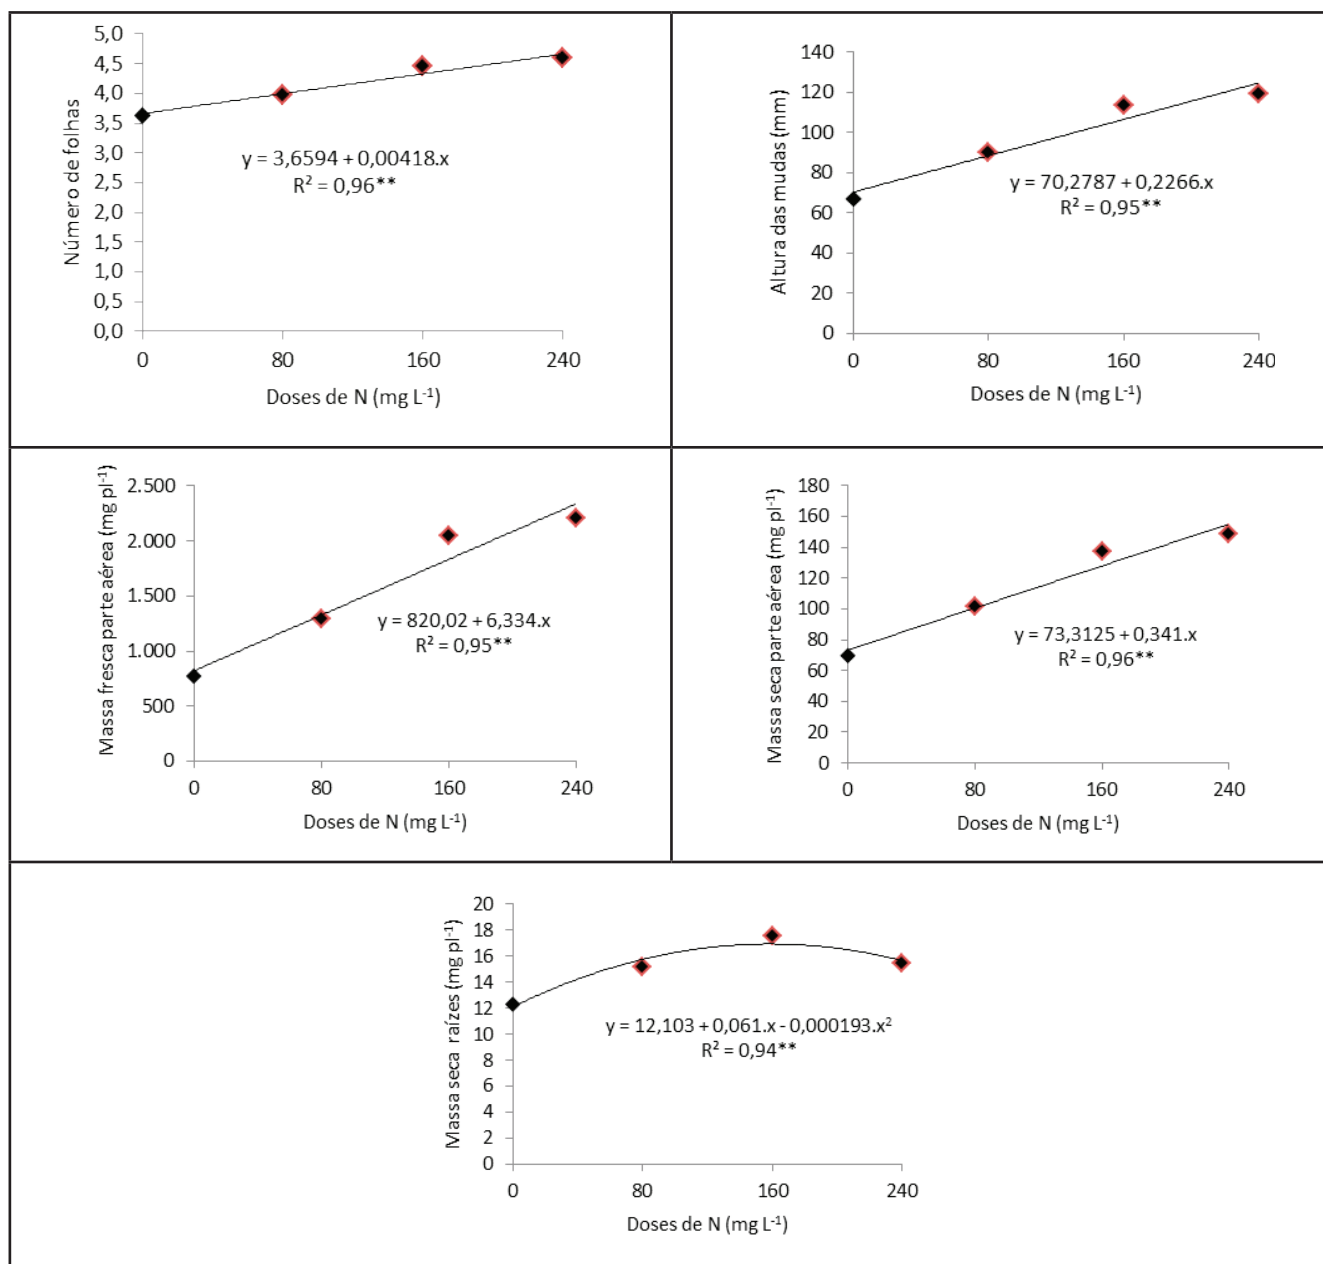 Número de folhas
5,0
4,5
4,0
3,5
3,0
2,5
2,0
1,5
1,0
0,5
0,0
y = 3,6594 + 0,00418.x
R² = 0,96**
0 80 160 240
Doses de N (mg L⁻¹)
Altura das mudas (mm)
140
120
100
80
60
40
20
0
y = 70,2787 + 0,2266.x
R² = 0,95**
0 80 160 240
Doses de N (mg L⁻¹)
Massa fresca parte aérea (mg pl⁻¹)
2.500
2.000
1.500
1.000
500
0
y = 820,02 + 6,334.x
R² = 0,95**
0 80 160 240
Doses de N (mg L⁻¹)
Massa seca parte aérea (mg pl⁻¹)
180
160
140
120
100
80
60
40
20
0
y = 73,3125 + 0,341.x
R² = 0,96**
0 80 160 240
Doses de N (mg L⁻¹)
Massa seca raízes (mg pl⁻¹)
20
18
16
14
12
10
8
6
4
2
0
y = 12,103 + 0,061.x - 0,000193.x²
R² = 0,94**
0 80 160 240
Doses de N (mg L⁻¹)